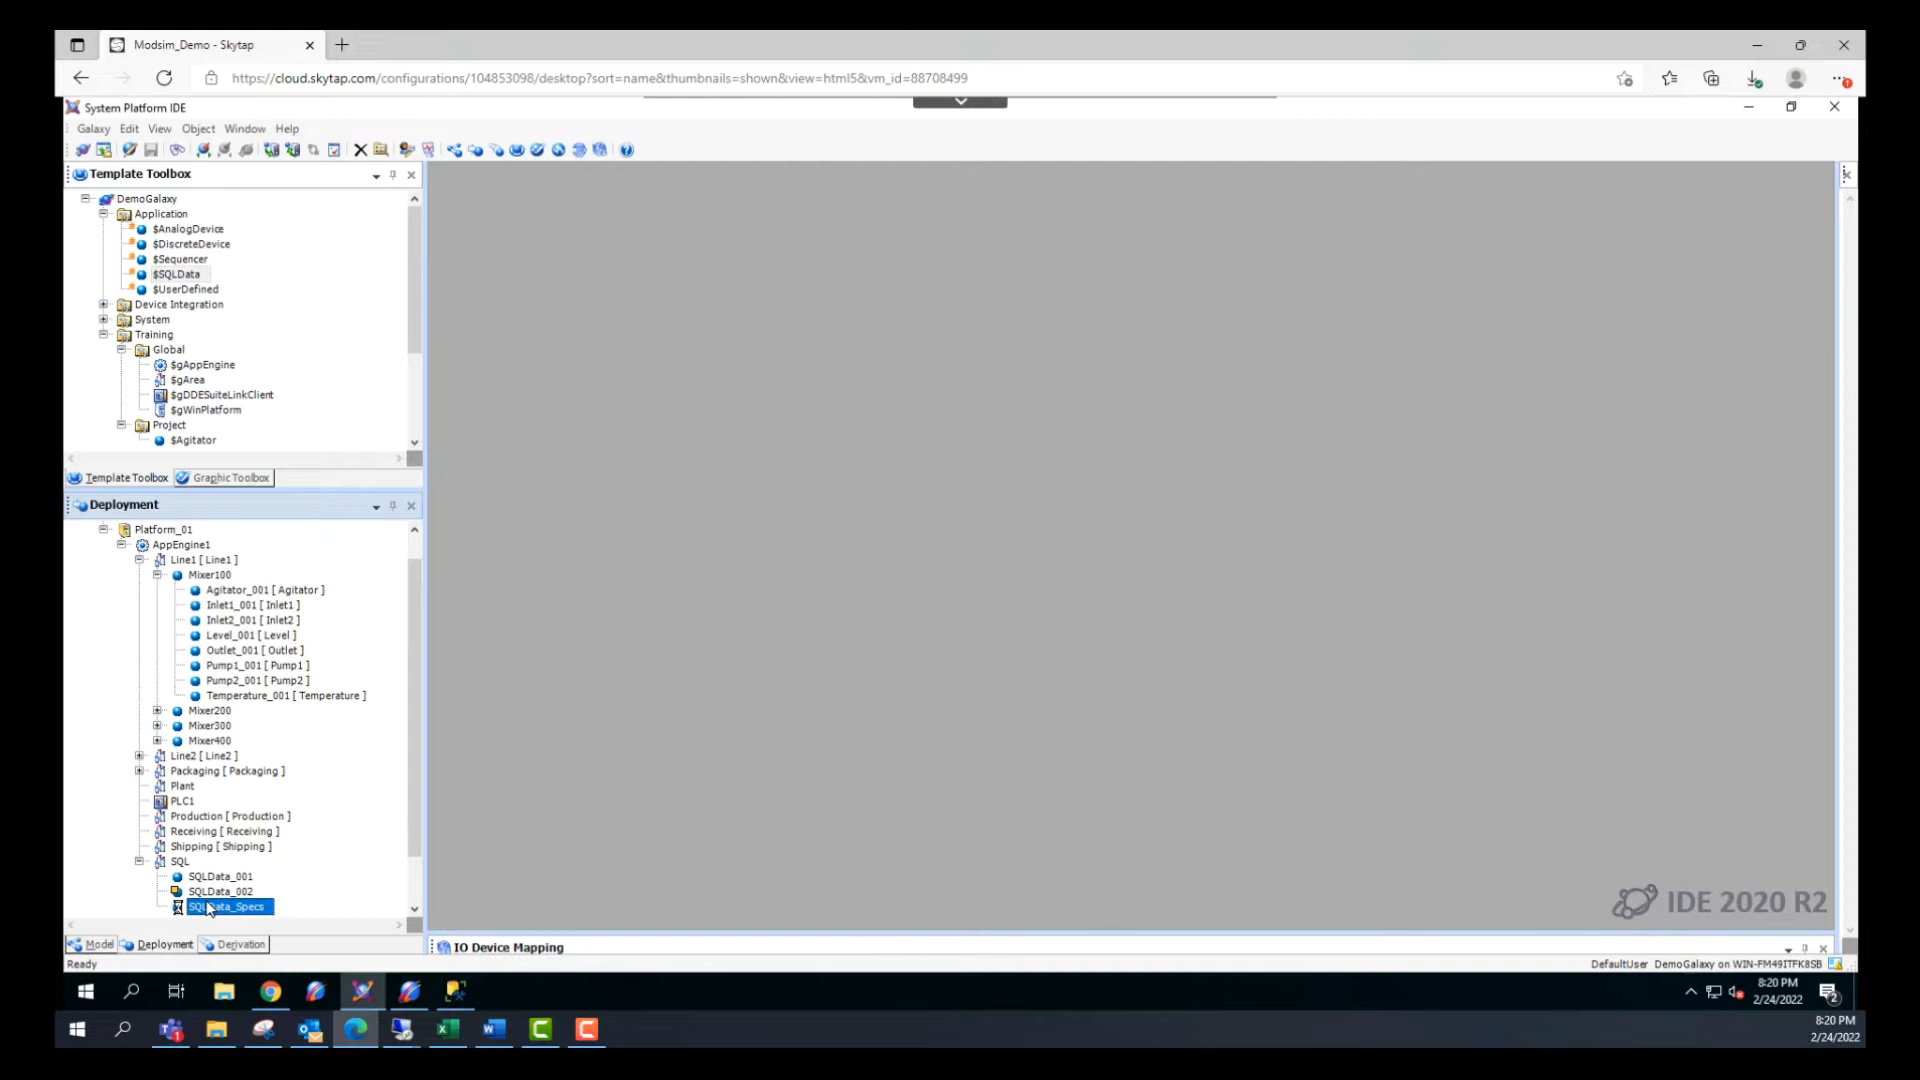 Modsim_Demo - Skytap
https://cloud.skytap.com/configurations/104853098/desktop?sort=name&thumbnails=shown&view=html5&vm_id=88708499
System Platform IDE
Galaxy Edit View Object Window Help
Template Toolbox
DemoGalaxy
Application
$AnalogDevice
$DiscreteDevice
$Sequencer
$SQLData
$UserDefined
Device Integration
System
Training
Global
$gAppEngine
$gArea
$gDDESuiteLinkClient
$gWinPlatform
Project
$Agitator
Template Toolbox Graphic Toolbox
Deployment
Platform_01
AppEngine1
Line1 [ Line1 ]
Mixer100
Agitator_001 [ Agitator ]
Inlet1_001 [ Inlet1 ]
Inlet2_001 [ Inlet2 ]
Level_001 [ Level ]
Outlet_001 [ Outlet ]
Pump1_001 [ Pump1 ]
Pump2_001 [ Pump2 ]
Temperature_001 [ Temperature ]
Mixer200
Mixer300
Mixer400
Line2 [ Line2 ]
Packaging [ Packaging ]
Plant
PLC1
Production [ Production ]
Receiving [ Receiving ]
Shipping [ Shipping ]
SQL
SQLData_001
SQLData_002
SQLData_Specs
IDE 2020 R2
Model Deployment Derivation
IO Device Mapping
Ready
DefaultUser DemoGalaxy on WIN-FM49ITFK8SB
8:20 PM
2/24/2022
2
8:20 PM
2/24/2022